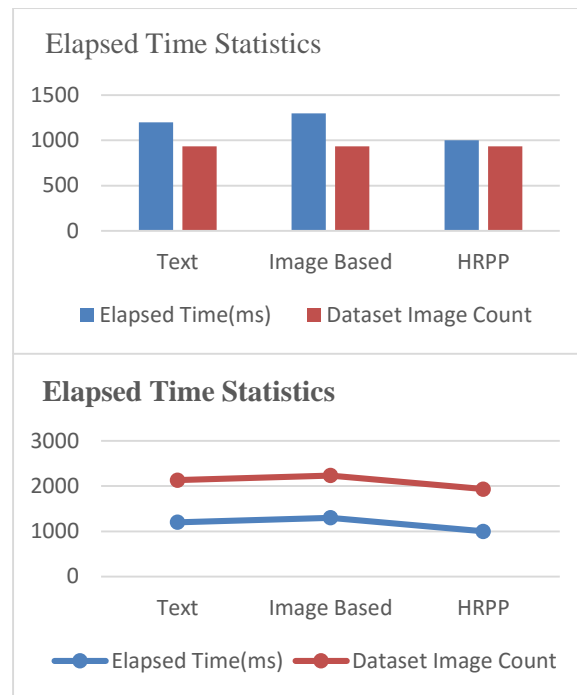 Elapsed Time Statistics
1500
1000
500
0
Text Image Based HRPP
Elapsed Time(ms) Dataset Image Count
Elapsed Time Statistics
3000
2000
1000
0
Text Image Based HRPP
Elapsed Time(ms) Dataset Image Count